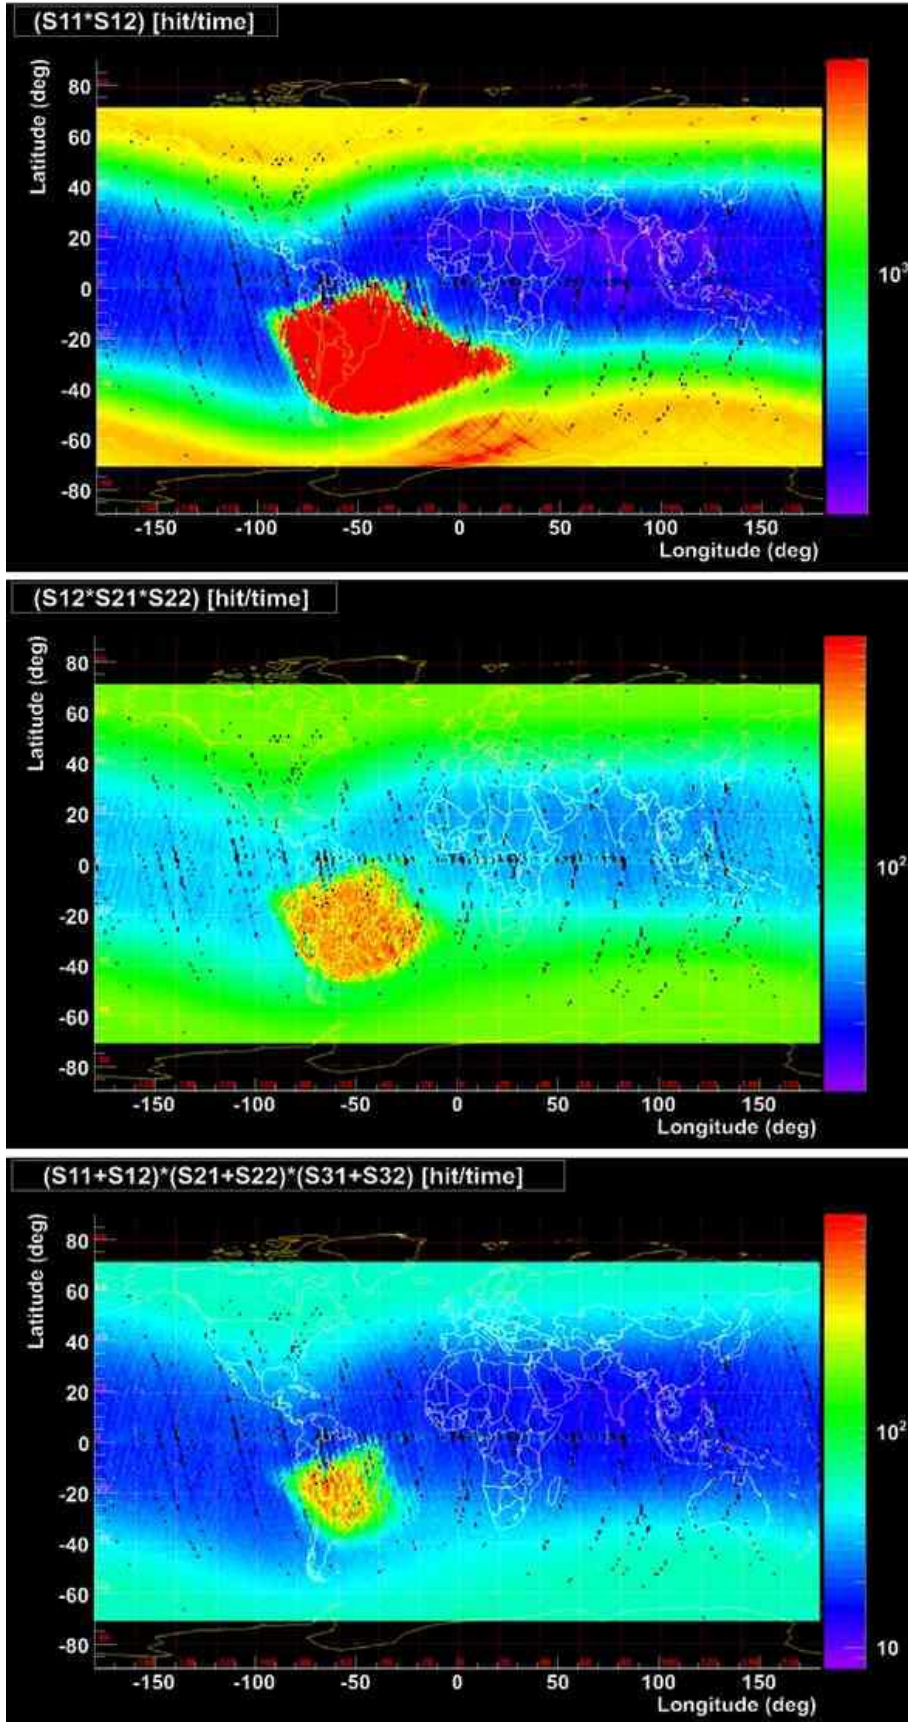 (S11*S12) [hit/time]
Latitude (deg)
80
60
40
20
0
-20
-40
-60
-80
10³
-150 -100 -50 0 50 100 150
Longitude (deg)
(S12*S21*S22) [hit/time]
Latitude (deg)
80
60
40
20
0
-20
-40
-60
-80
10²
-150 -100 -50 0 50 100 150
Longitude (deg)
(S11+S12)*(S21+S22)*(S31+S32) [hit/time]
Latitude (deg)
80
60
40
20
0
-20
-40
-60
-80
10²
10
-150 -100 -50 0 50 100 150
Longitude (deg)